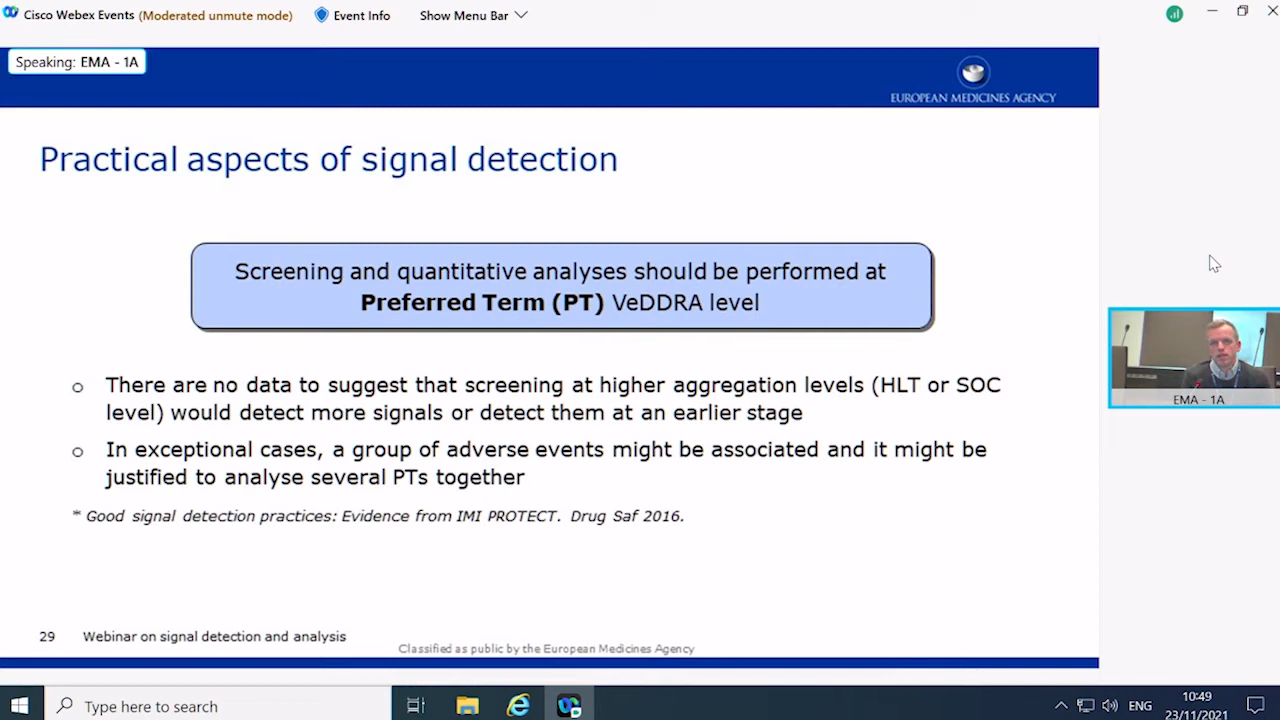 Cisco Webex Events (Moderated unmute mode) Event Info Show Menu Bar
Speaking: EMA - 1A
EUROPEAN MEDICINES AGENCY
Practical aspects of signal detection
Screening and quantitative analyses should be performed at
Preferred Term (PT) VeDDRA level
o There are no data to suggest that screening at higher aggregation levels (HLT or SOC
level) would detect more signals or detect them at an earlier stage
o In exceptional cases, a group of adverse events might be associated and it might be
justified to analyse several PTs together
* Good signal detection practices: Evidence from IMI PROTECT. Drug Saf 2016.
EMA - 1A
29 Webinar on signal detection and analysis
Classified as public by the European Medicines Agency
Type here to search
ENG
10:49
23/11/2021